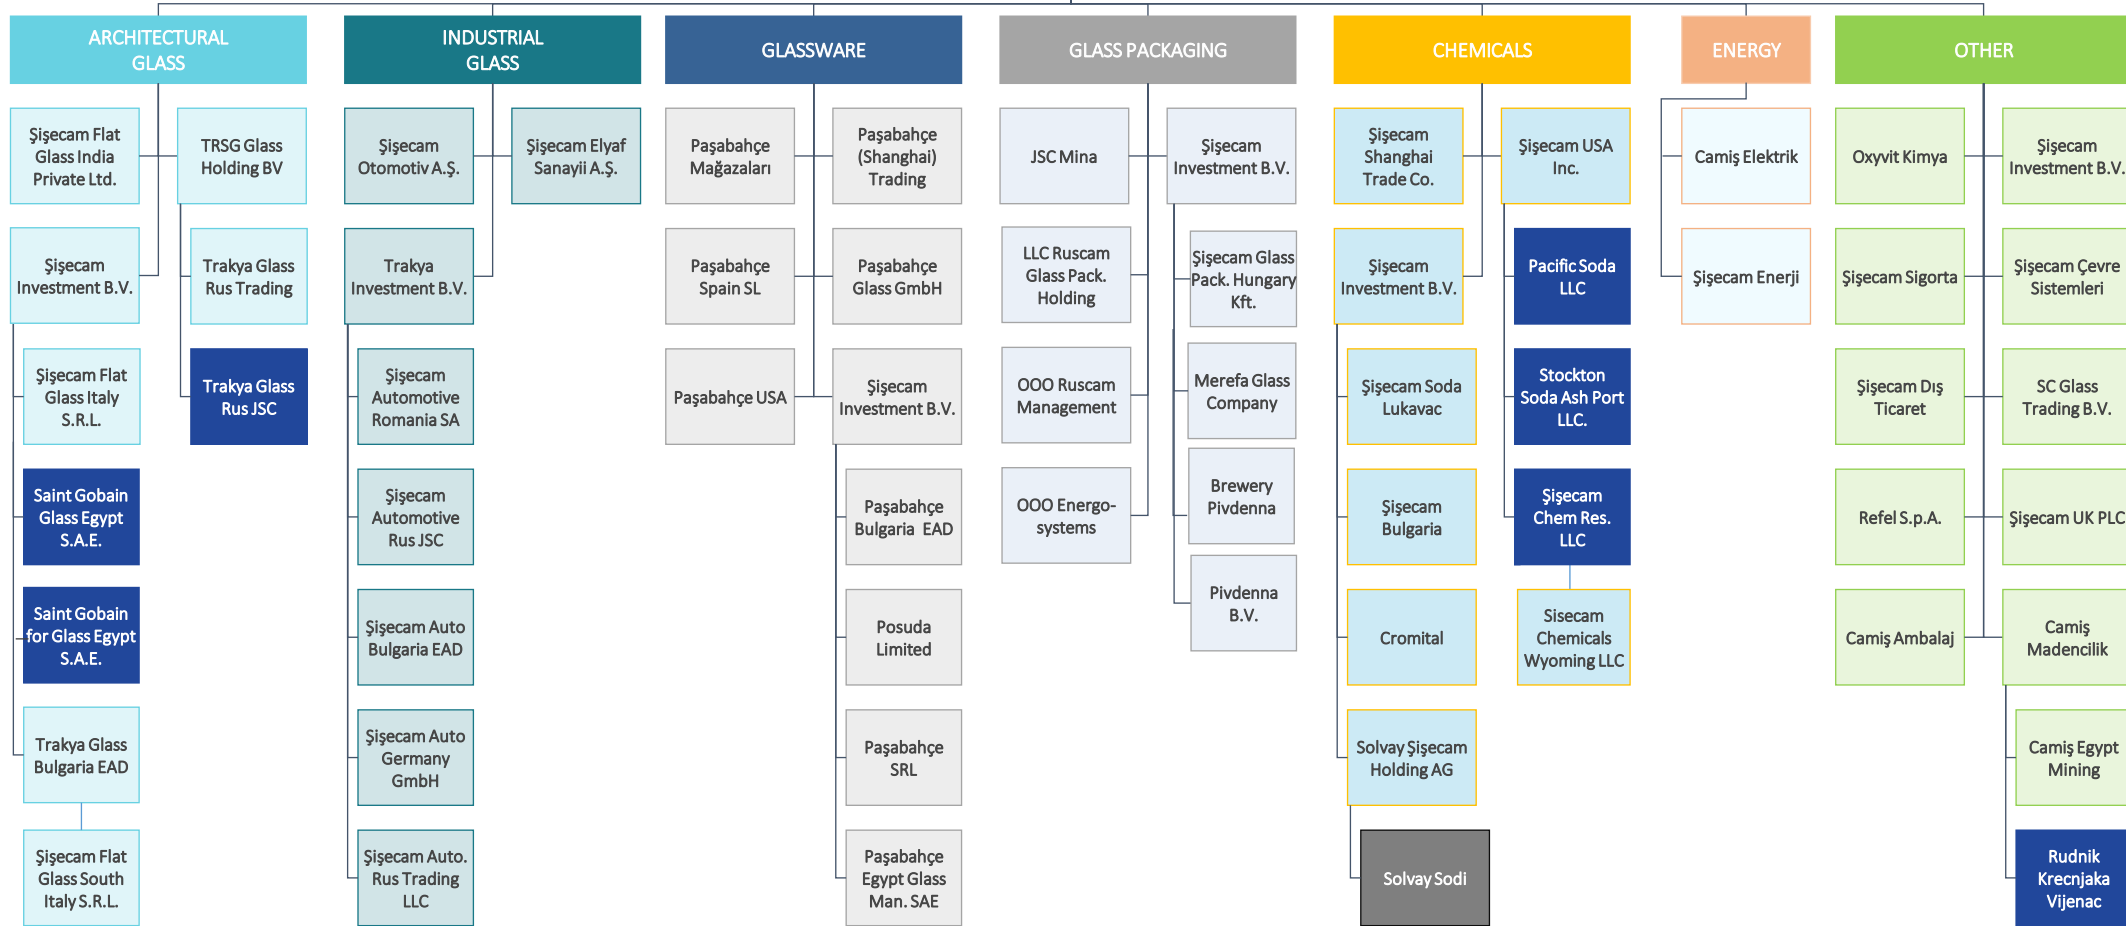 ARCHITECTURAL
GLASS
Şişecam Flat
Glass India
Private Ltd.
TRSG Glass
Holding BV
Şişecam
Investment B.V.
Trakya Glass
Rus Trading
Şişecam Flat
Glass Italy
S.R.L.
Trakya Glass
Rus JSC
Saint Gobain
Glass Egypt
S.A.E.
Saint Gobain
for Glass Egypt
S.A.E.
Trakya Glass
Bulgaria EAD
Şişecam Flat
Glass South
Italy S.R.L.
INDUSTRIAL
GLASS
Şişecam
Otomotiv A.Ş.
Şişecam Elyaf
Sanayii A.Ş.
Trakya
Investment B.V.
Şişecam
Automotive
Romania SA
Şişecam
Automotive
Rus JSC
Şişecam Auto
Bulgaria EAD
Şişecam Auto
Germany
GmbH
Şişecam Auto.
Rus Trading
LLC
GLASSWARE
Paşabahçe
Mağazaları
Paşabahçe
(Shanghai)
Trading
Paşabahçe
Spain SL
Paşabahçe
Glass GmbH
Paşabahçe USA
Şişecam
Investment B.V.
Paşabahçe
Bulgaria EAD
Posuda
Limited
Paşabahçe
SRL
Paşabahçe
Egypt Glass
Man. SAE
GLASS PACKAGING
JSC Mina
Şişecam
Investment B.V.
LLC Ruscam
Glass Pack.
Holding
Şişecam Glass
Pack. Hungary
Kft.
OOO Ruscam
Management
Merefa Glass
Company
OOO Energo-
systems
Brewery
Pivdenna
Pivdenna
B.V.
CHEMICALS
Şişecam
Shanghai
Trade Co.
Şişecam USA
Inc.
Şişecam
Investment B.V.
Pacific Soda
LLC
Şişecam Soda
Lukavac
Stockton
Soda Ash Port
LLC.
Şişecam
Bulgaria
Şişecam
Chem Res.
LLC
Cromital
Sisecam
Chemicals
Wyoming LLC
Solvay Şişecam
Holding AG
Solvay Sodi
ENERGY
Camiş Elektrik
Şişecam Enerji
OTHER
Oxyvit Kimya
Şişecam
Investment B.V.
Şişecam Sigorta
Şişecam Çevre
Sistemleri
Şişecam Dış
Ticaret
SC Glass
Trading B.V.
Refel S.p.A.
Şişecam UK PLC
Camiş Ambalaj
Camiş
Madencilik
Camiş Egypt
Mining
Rudnik
Krecnjaka
Vijenac